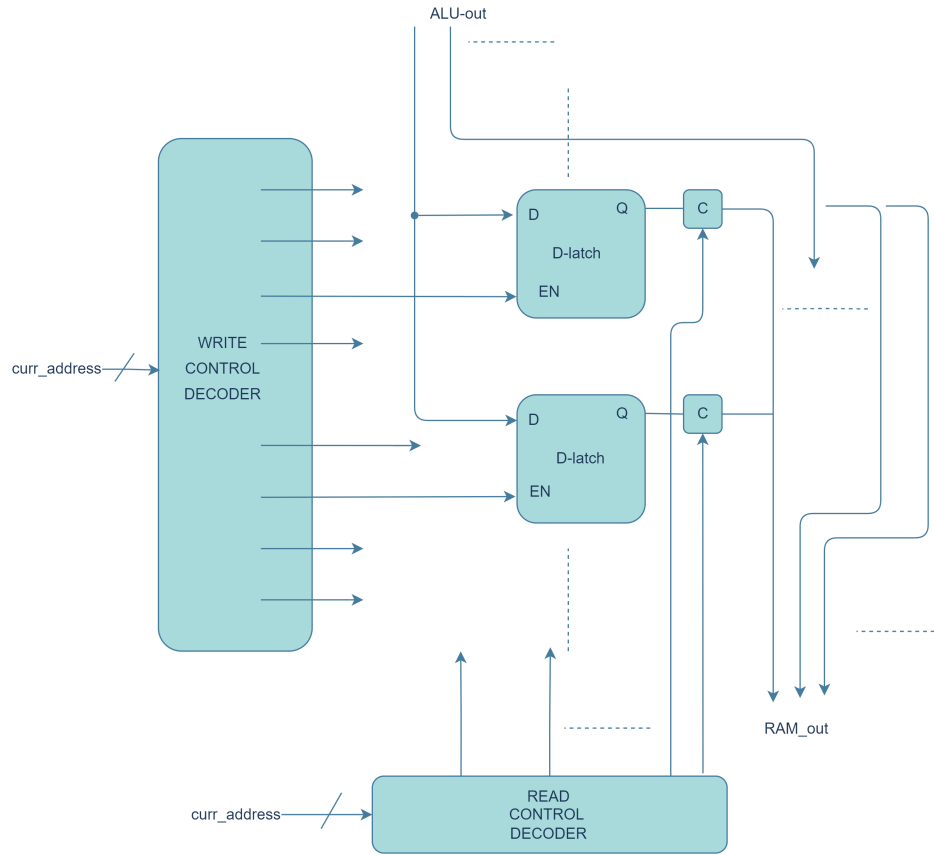 ALU-out
D
Q
C
D-latch
EN
WRITE
CONTROL
DECODER
curr_address
D
Q
C
D-latch
EN
RAM_out
READ
CONTROL
DECODER
curr_address